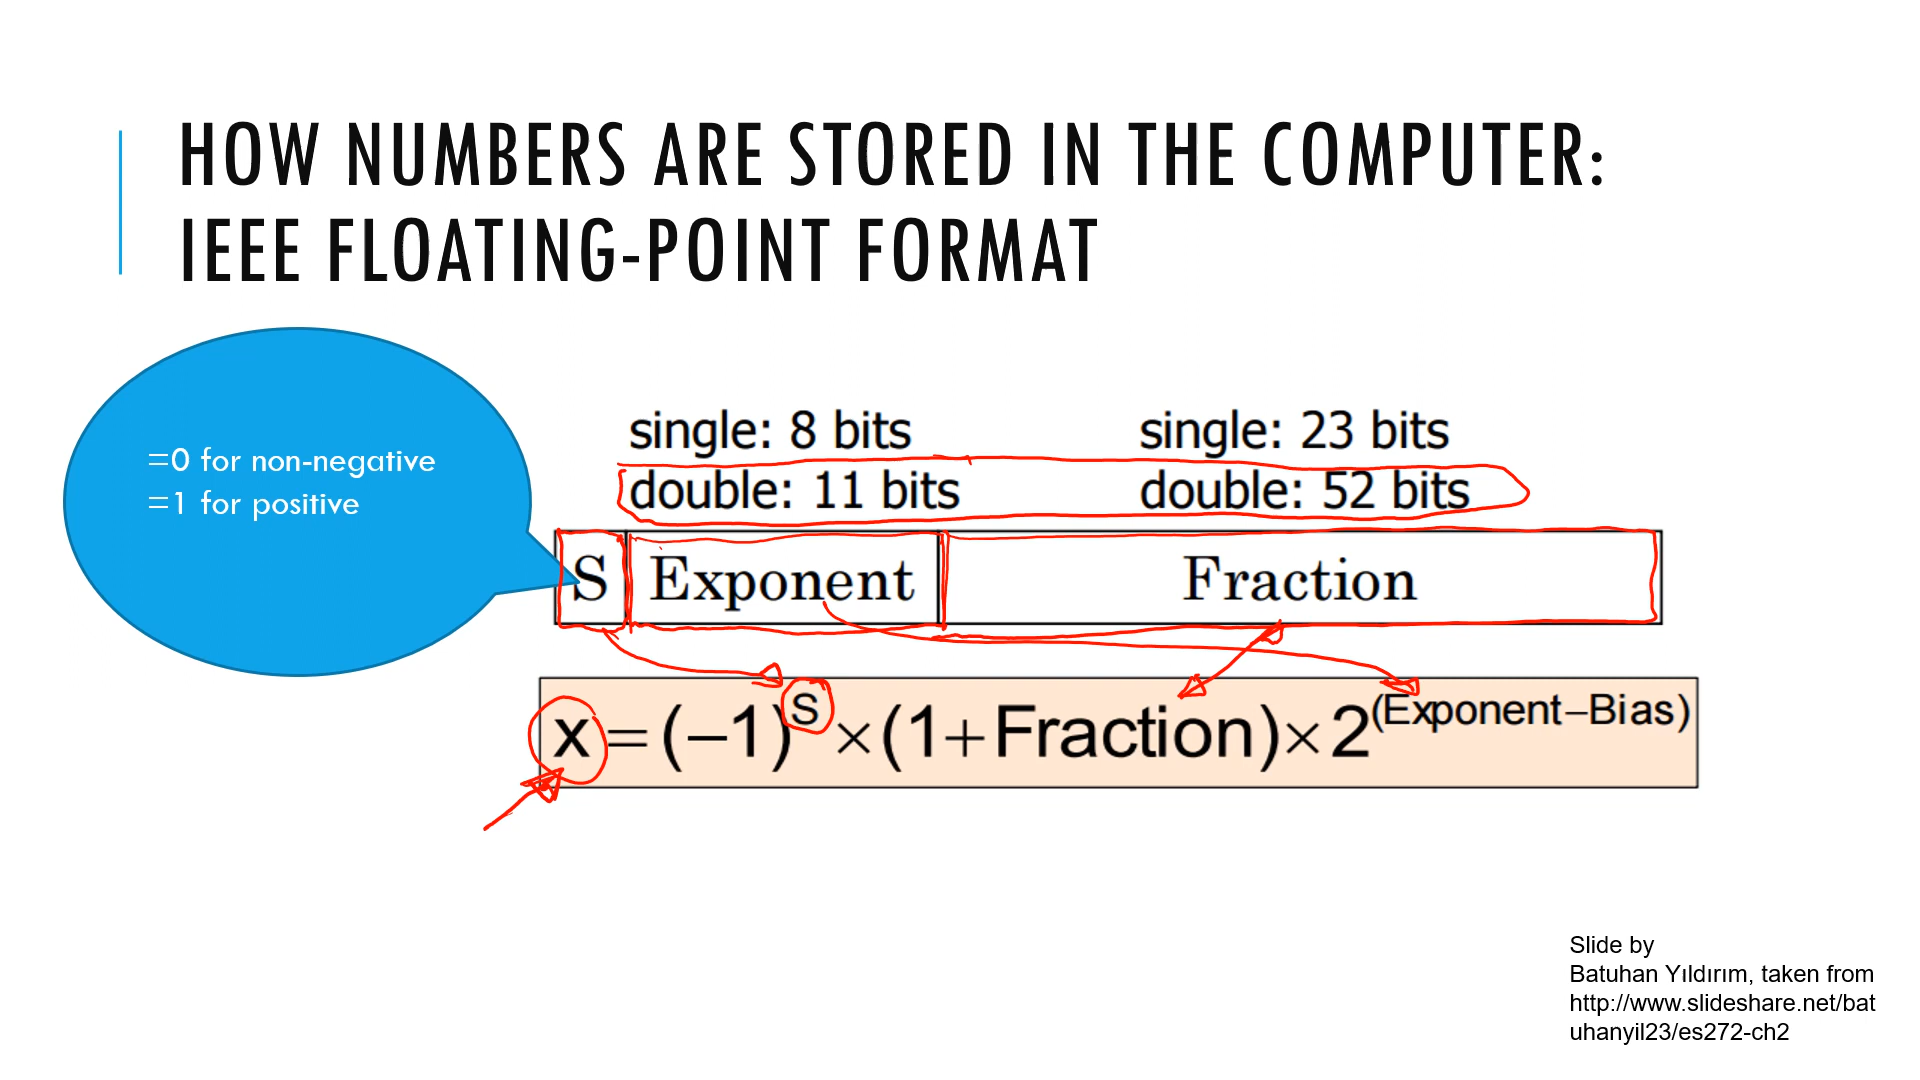 HOW NUMBERS ARE STORED IN THE COMPUTER:
IEEE FLOATING-POINT FORMAT
=0 for non-negative
=1 for positive
single: 8 bits single: 23 bits
double: 11 bits double: 52 bits
S Exponent Fraction
x=(–1)^S×(1+Fraction)×2^(Exponent–Bias)
Slide by
Batuhan Yıldırım, taken from
http://www.slideshare.net/bat
uhanyil23/es272-ch2